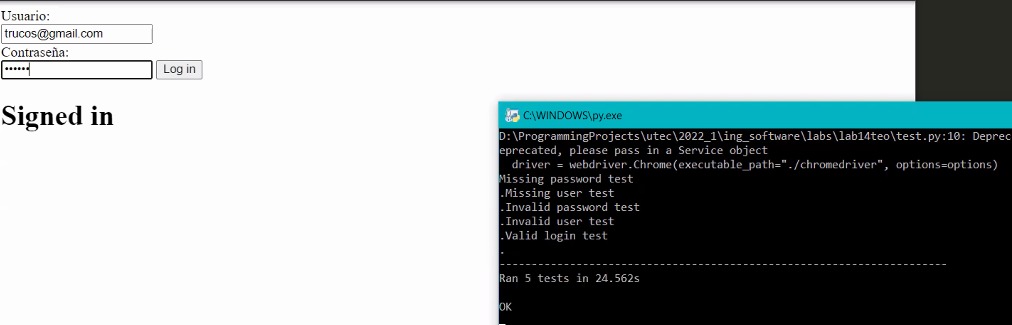 Usuario:
trucos@gmail.com
Contraseña:
•••••• Log in
Signed in
C:\WINDOWS\py.exe
D:\ProgrammingProjects\utec\2022_1\ing_software\labs\lab14teo\test.py:10: Deprec
eprecated, please pass in a Service object
driver = webdriver.Chrome(executable_path="./chromedriver", options=options)
Missing password test
.Missing user test
.Invalid password test
.Invalid user test
.Valid login test
.
----------------------------------------------------------------------
Ran 5 tests in 24.562s
OK